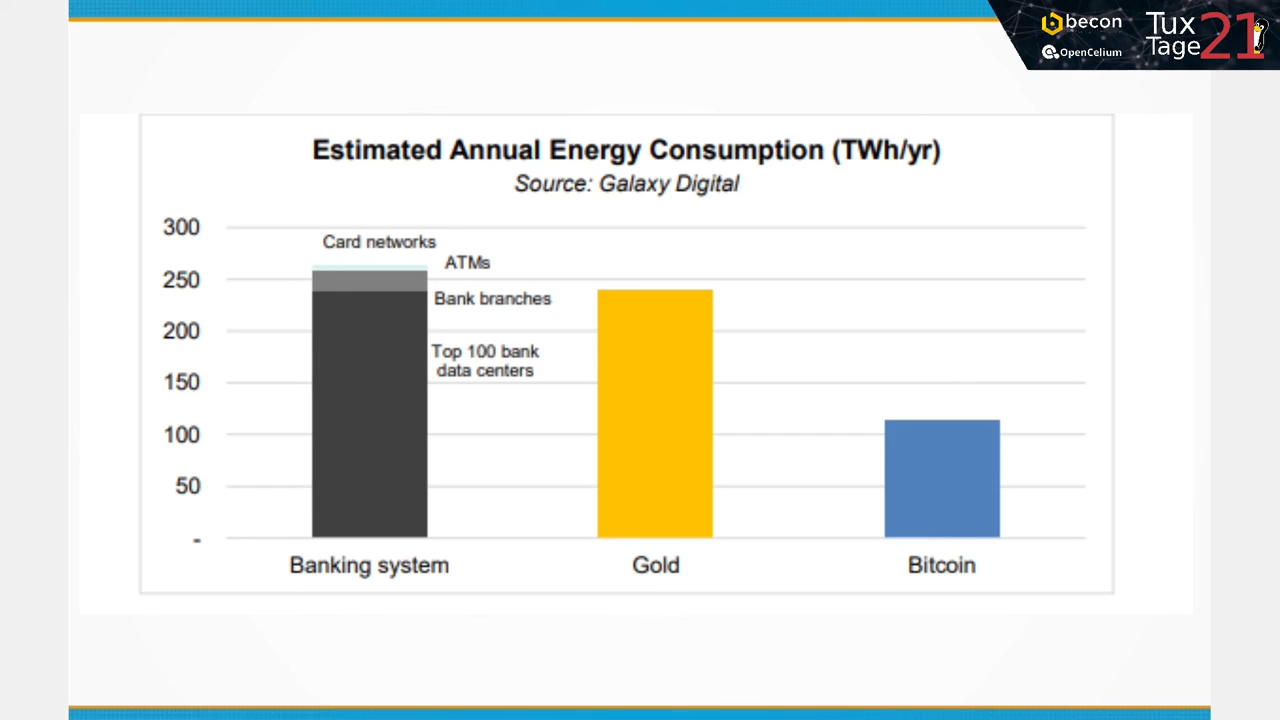 becon
OpenCelium
Tux
Tage
21
Estimated Annual Energy Consumption (TWh/yr)
Source: Galaxy Digital
300
250
200
150
100
50
-
Card networks
ATMs
Bank branches
Top 100 bank
data centers
Banking system
Gold
Bitcoin